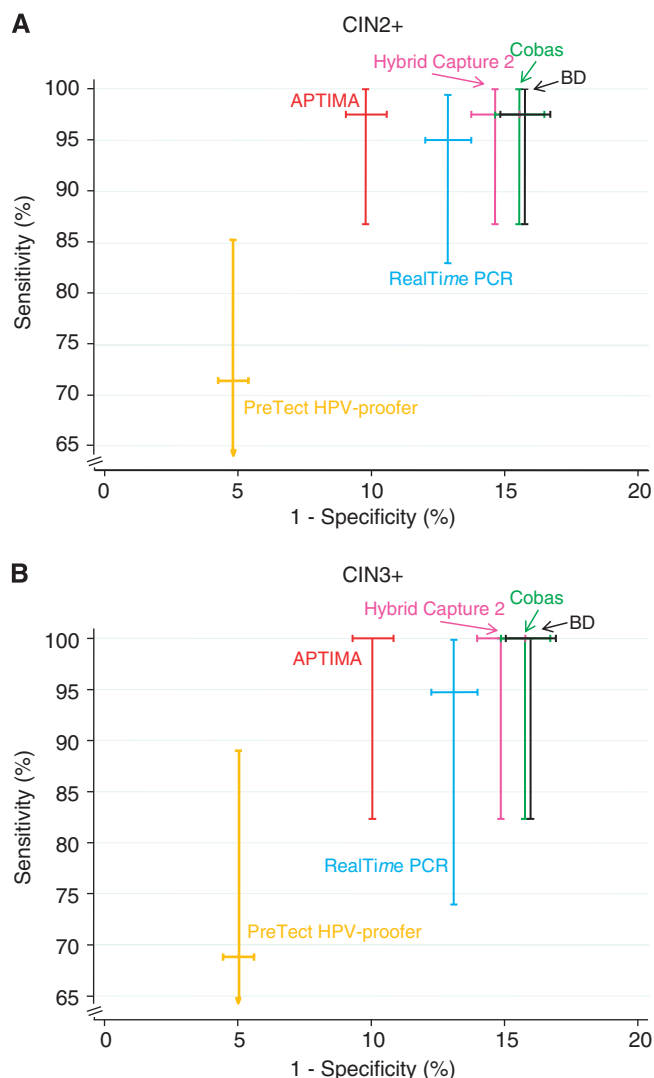 A
CIN2+
Cobas
Hybrid Capture 2
BD
APTIMA
RealTime PCR
PreTect HPV-proofer
Sensitivity (%)
100
95
90
85
80
75
70
65
0 5 10 15 20
1 - Specificity (%)
B
CIN3+
Cobas
Hybrid Capture 2
BD
APTIMA
RealTime PCR
PreTect HPV-proofer
Sensitivity (%)
100
95
90
85
80
75
70
65
0 5 10 15 20
1 - Specificity (%)